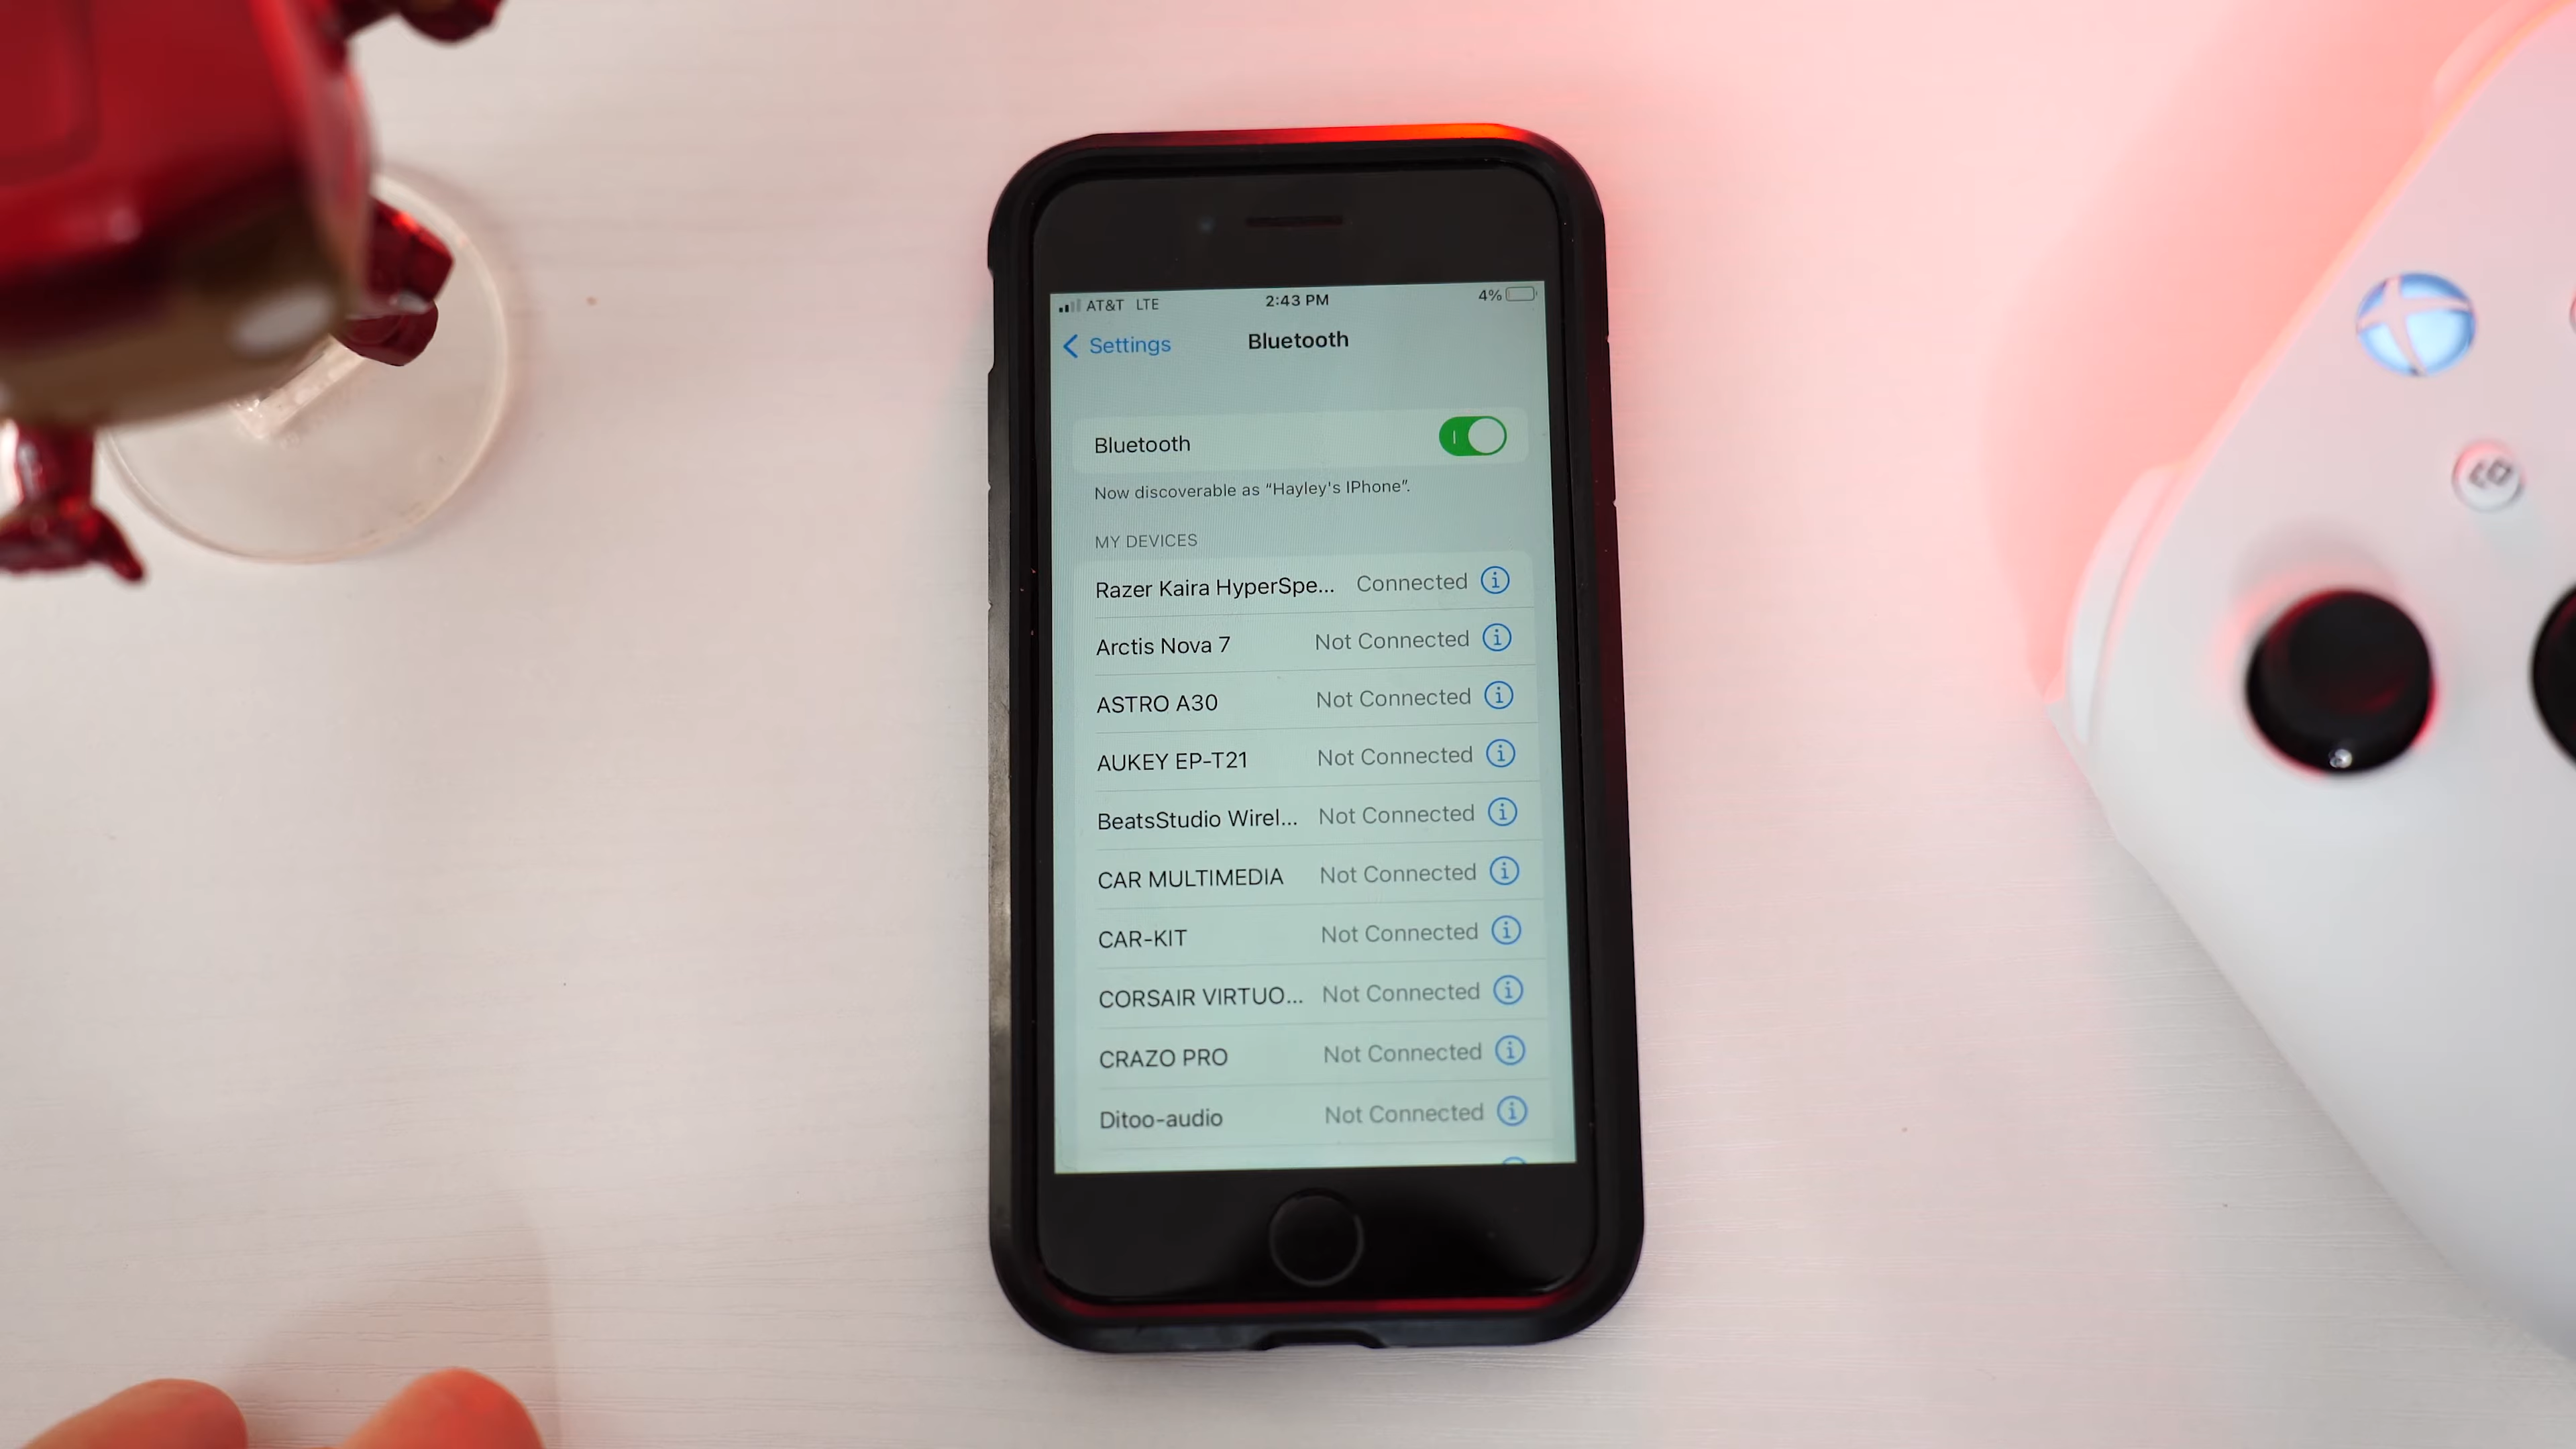 AT&T LTE 2:43 PM 4%
Settings Bluetooth
Bluetooth
Now discoverable as “Hayley's IPhone”.
MY DEVICES
Razer Kaira HyperSpe... Connected
Arctis Nova 7 Not Connected
ASTRO A30 Not Connected
AUKEY EP-T21 Not Connected
BeatsStudio Wirel... Not Connected
CAR MULTIMEDIA Not Connected
CAR-KIT Not Connected
CORSAIR VIRTUO... Not Connected
CRAZO PRO Not Connected
Ditoo-audio Not Connected